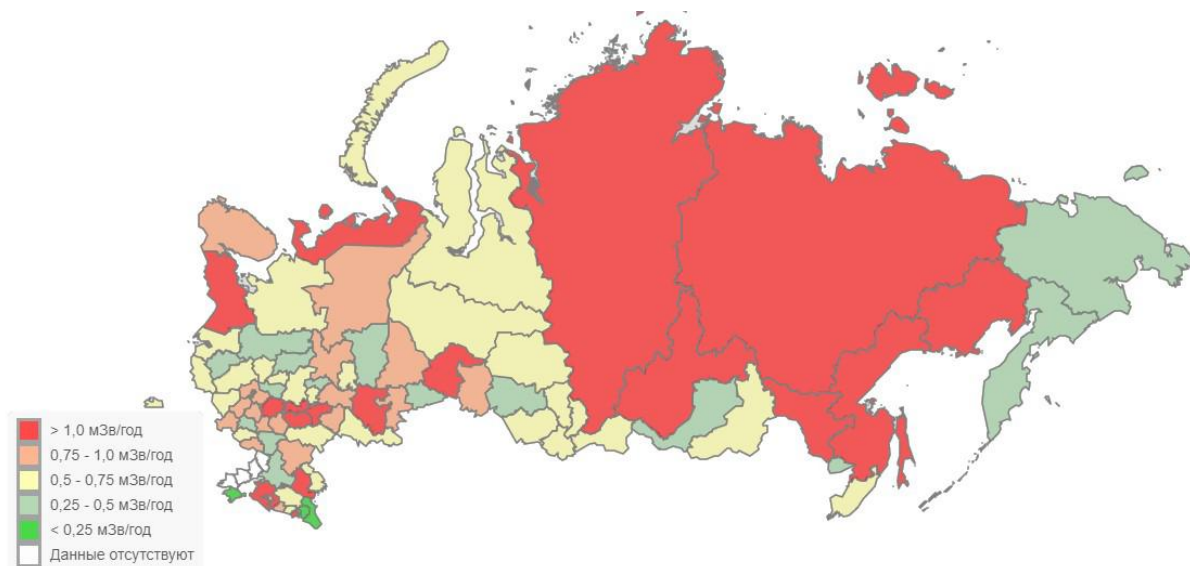 > 1,0 мЗв/год
0,75 - 1,0 мЗв/год
0,5 - 0,75 мЗв/год
0,25 - 0,5 мЗв/год
< 0,25 мЗв/год
Данные отсутствуют